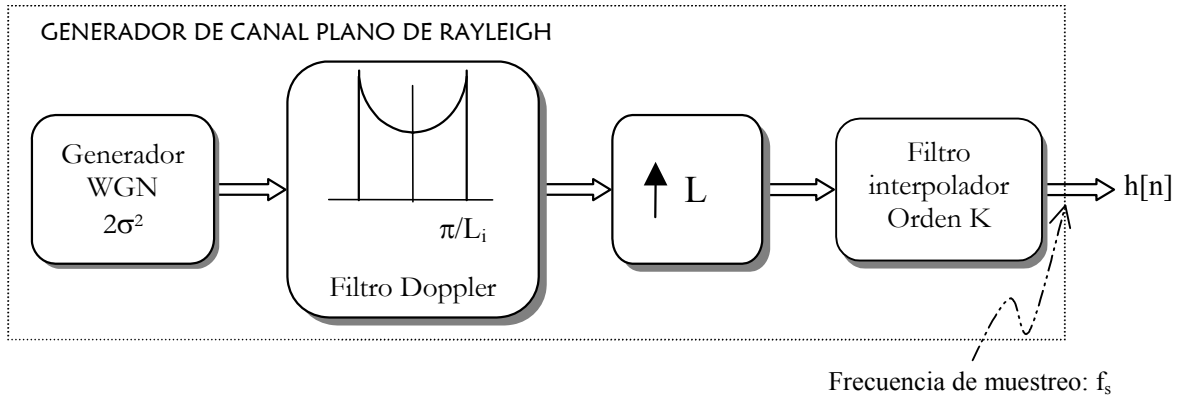 GENERADOR DE CANAL PLANO DE RAYLEIGH
Generador
WGN
2σ²
π/Lᵢ
Filtro Doppler
L
Filtro
interpolador
Orden K
h[n]
Frecuencia de muestreo: fₛ